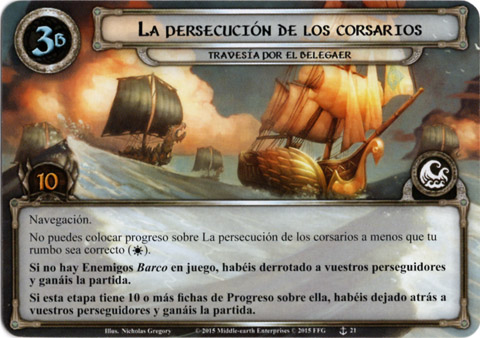 3B
La persecución de los corsarios
Travesía por el Belegaer
10
Navegación.
No puedes colocar progreso sobre La persecución de los corsarios a menos que tu
rumbo sea correcto (☀).
Si no hay Enemigos Barco en juego, habéis derrotado a vuestros perseguidores
y ganáis la partida.
Si esta etapa tiene 10 o más fichas de Progreso sobre ella, habéis dejado atrás a
vuestros perseguidores y ganáis la partida.
Illus. Nicholas Gregory ©2015 Middle-earth Enterprises © 2015 FFG 21